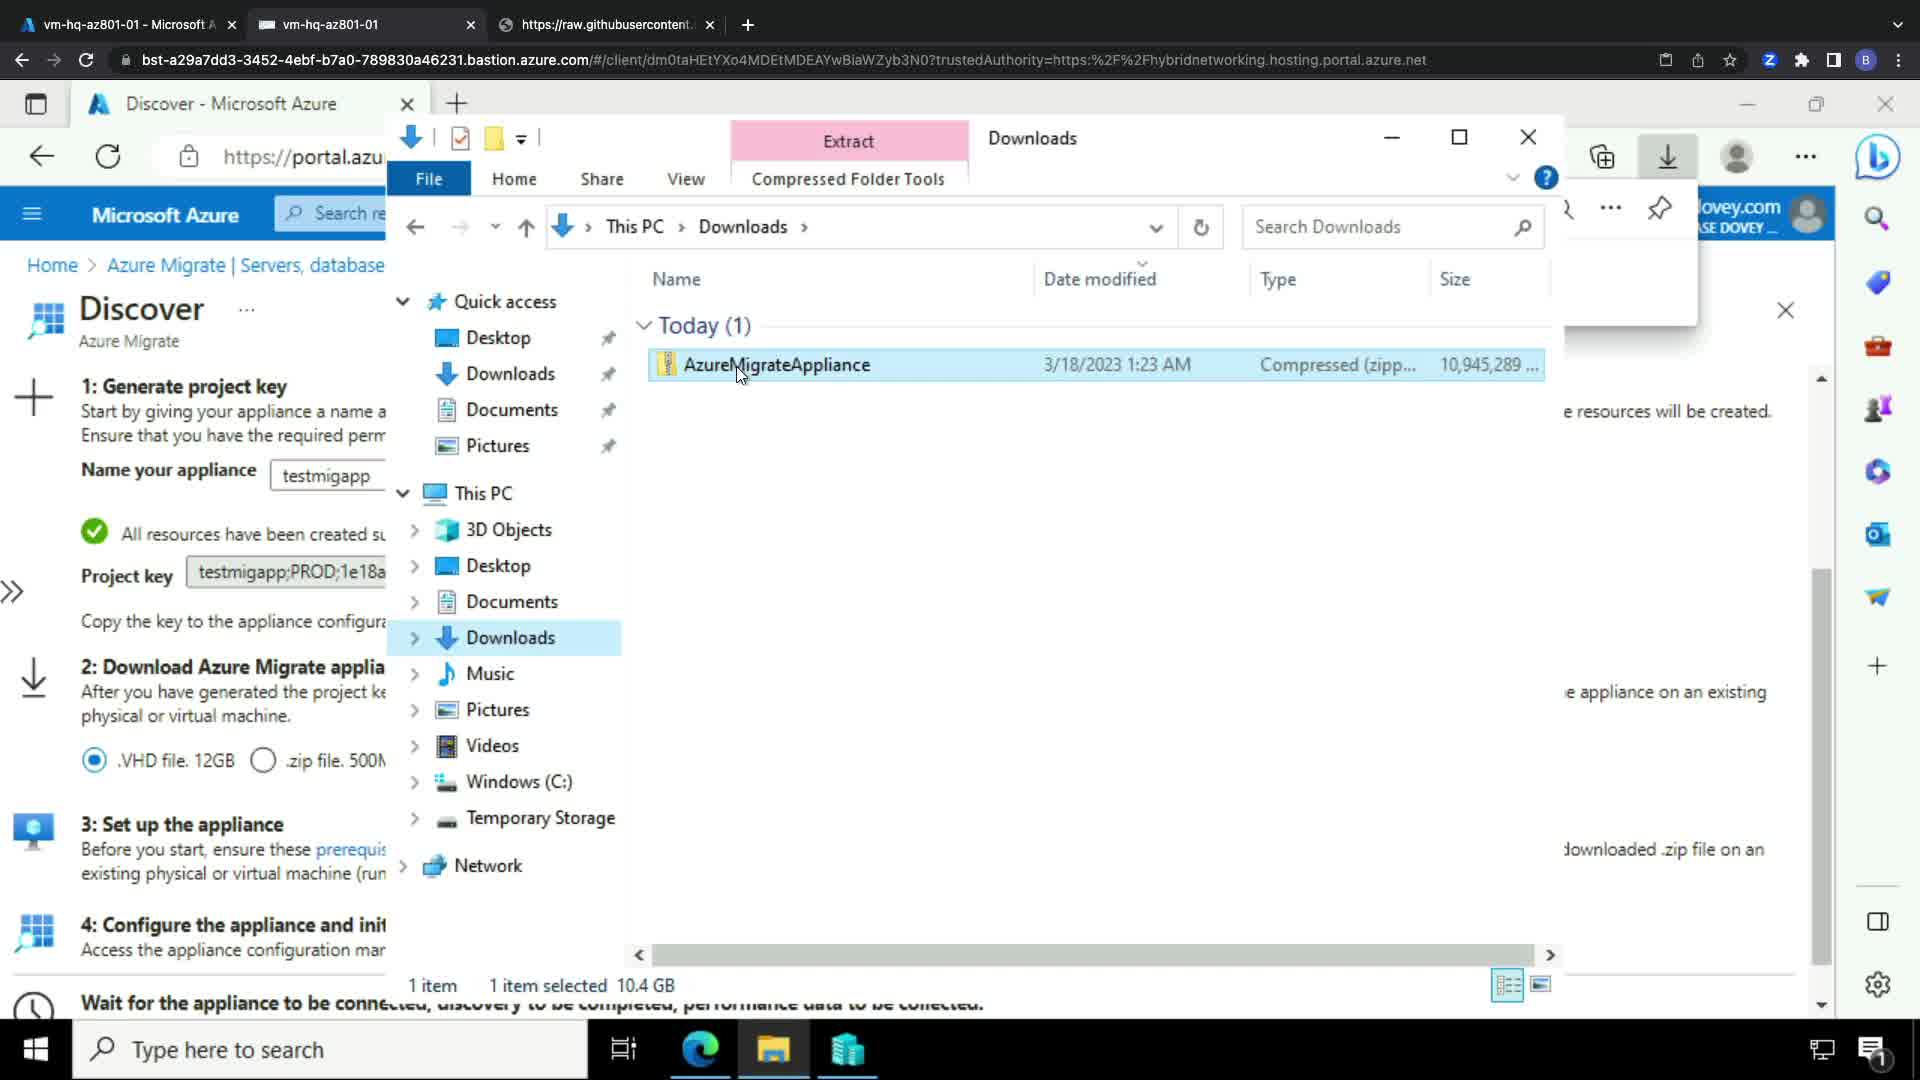 vm-hq-az801-01 - Microsoft A
vm-hq-az801-01
https://raw.githubusercontent.
bst-a29a7dd3-3452-4ebf-b7a0-789830a46231.bastion.azure.com/#/client/dm0taHEtYXo4MDEtMDEAYwBiaWZyb3N0?trustedAuthority=https:%2F%2Fhybridnetworking.hosting.portal.azure.net
B
Discover - Microsoft Azure
https://portal.azu
Microsoft Azure
Search re
lovey.com
ASE DOVEY ...
Extract
Downloads
File
Home
Share
View
Compressed Folder Tools
This PC
Downloads
Search Downloads
Home > Azure Migrate | Servers, database
Discover
...
Azure Migrate
Name
Date modified
Type
Size
Today (1)
AzureMigrateAppliance
3/18/2023 1:23 AM
Compressed (zipp...
10,945,289 ...
Quick access
Desktop
Downloads
Documents
Pictures
This PC
3D Objects
Desktop
Documents
Downloads
Music
Pictures
Videos
Windows (C:)
Temporary Storage
Network
1 item
1 item selected 10.4 GB
1: Generate project key
Start by giving your appliance a name a
e resources will be created.
Ensure that you have the required perm
Name your appliance
testmigapp
All resources have been created su
Project key
testmigapp;PROD;1e18a
Copy the key to the appliance configura
2: Download Azure Migrate applia
After you have generated the project ke
e appliance on an existing
physical or virtual machine.
.VHD file. 12GB
.zip file. 500M
3: Set up the appliance
Before you start, ensure these prerequis
downloaded .zip file on an
existing physical or virtual machine (run
4: Configure the appliance and init
Access the appliance configuration mar
Wait for the appliance to be connected, discovery to be completed, performance data to be collected.
Type here to search
1